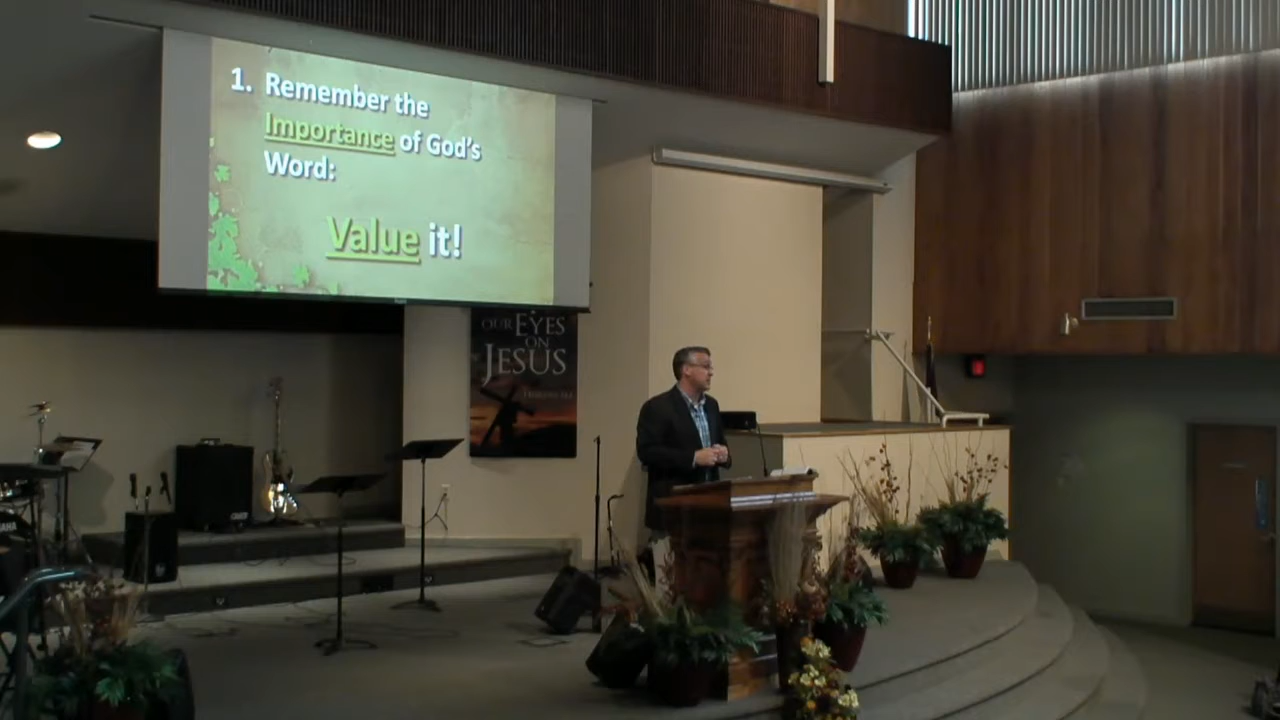 1. Remember the
Importance of God's
Word:
Value it!
OUR EYES
ON
JESUS